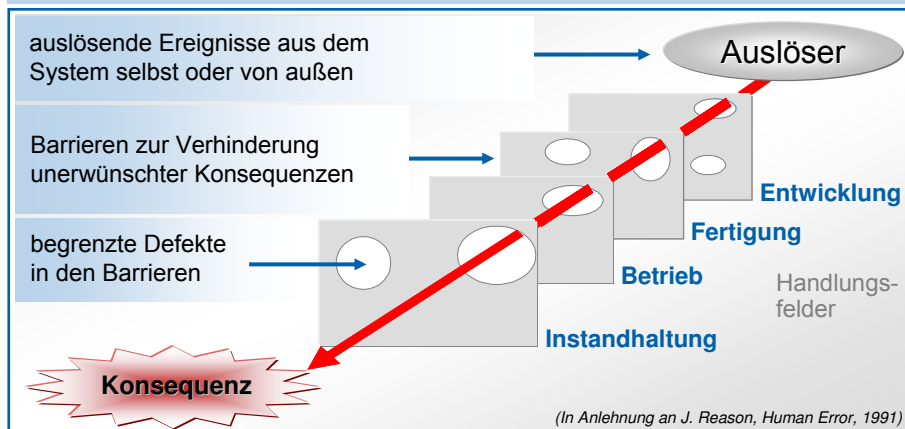 auslösende Ereignisse aus dem
System selbst oder von außen
Auslöser
Barrieren zur Verhinderung
unerwünschter Konsequenzen
Entwicklung
Fertigung
begrenzte Defekte
in den Barrieren
Betrieb
Handlungs-
felder
Instandhaltung
Konsequenz
(In Anlehnung an J. Reason, Human Error, 1991)